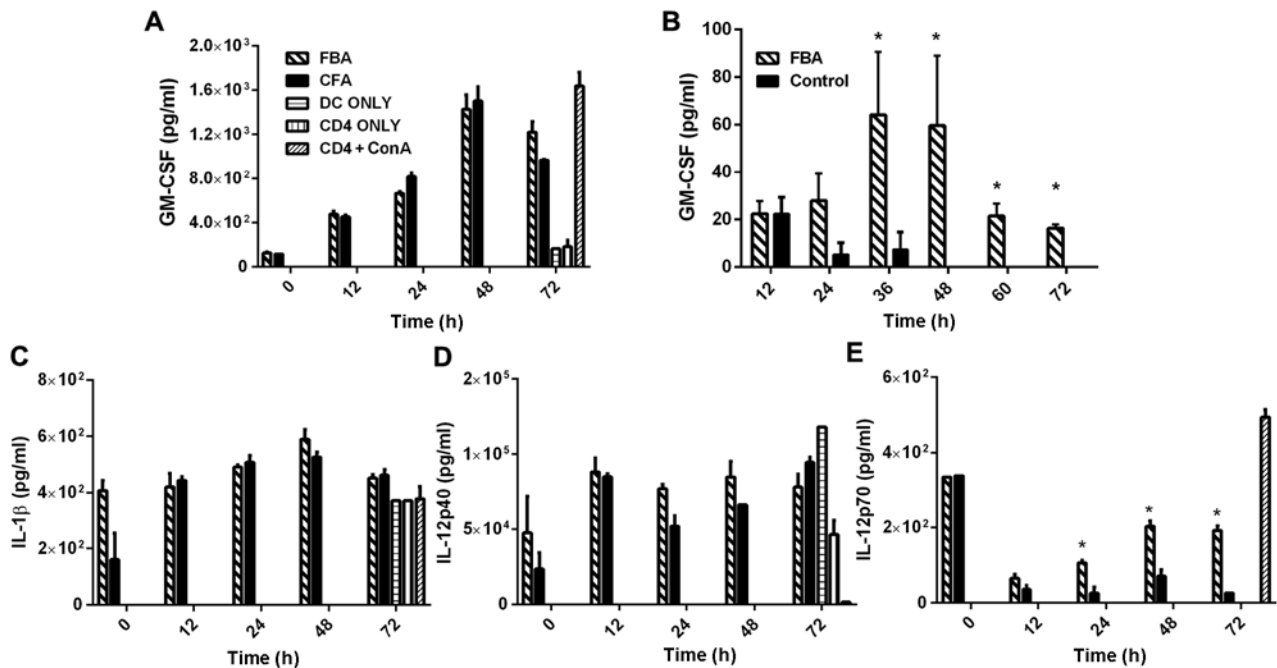 A
GM-CSF (pg/ml)
2.0×10³
1.6×10³
1.2×10³
8.0×10²
4.0×10²
0
FBA
CFA
DC ONLY
CD4 ONLY
CD4 + ConA
0 12 24 48 72
Time (h)
B
GM-CSF (pg/ml)
100
80
60
40
20
0
FBA
Control
* * * *
12 24 36 48 60 72
Time (h)
C
IL-1β (pg/ml)
8×10²
6×10²
4×10²
2×10²
0
0 12 24 48 72
Time (h)
D
IL-12p40 (pg/ml)
2×10⁵
1×10⁵
1×10⁵
5×10⁴
0
0 12 24 48 72
Time (h)
E
IL-12p70 (pg/ml)
6×10²
4×10²
2×10²
0
* * *
0 12 24 48 72
Time (h)